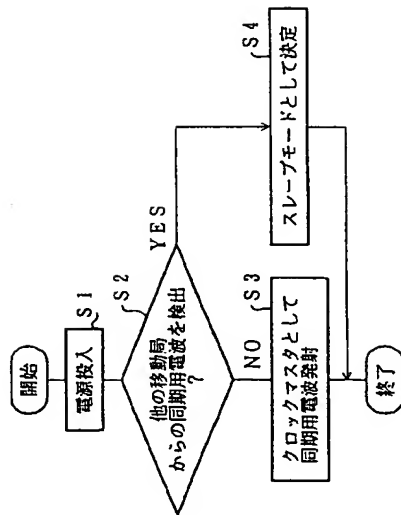 開始
電源投入
S1
S2
他の移動局
からの同期用電波を検出
?
YES
NO
S3
クロックマスタとして
同期用電波発射
S4
スレーブモードとして決定
終了